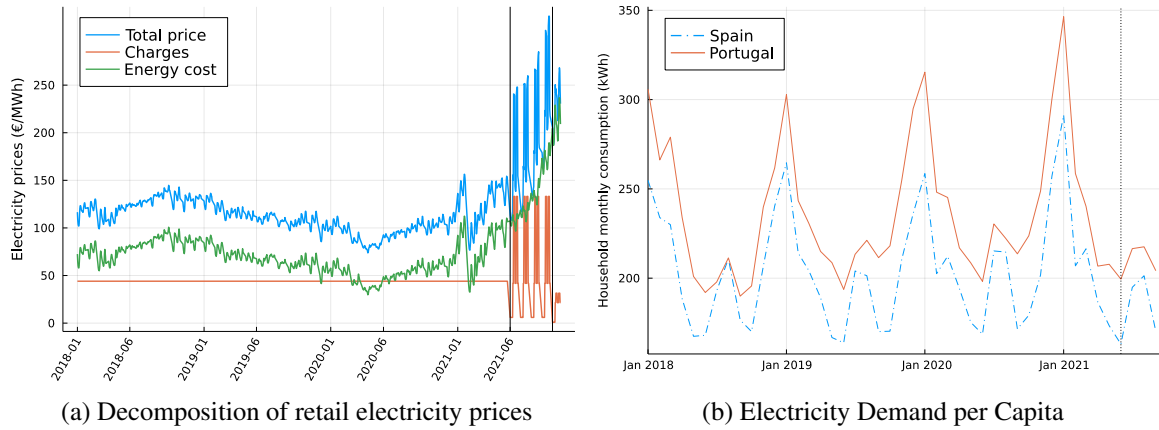 Total price
Charges
Energy cost
Electricity prices (€/MWh)
250
200
150
100
50
0
2018-01
2018-06
2019-01
2019-06
2020-01
2020-06
2021-01
2021-06
(a) Decomposition of retail electricity prices
Spain
Portugal
Household monthly consumption (kWh)
350
300
250
200
Jan 2018
Jan 2019
Jan 2020
Jan 2021
(b) Electricity Demand per Capita